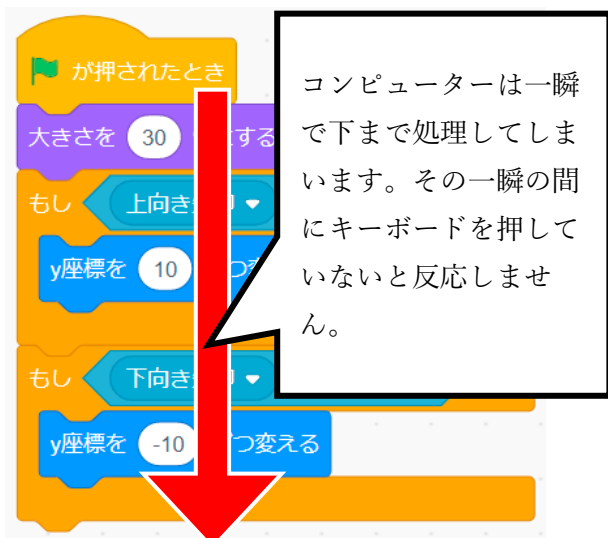 が押されたとき
コンピューターは一瞬
で下まで処理してしま
います。その一瞬の間
にキーボードを押して
いないと反応しませ
ん。
大きさを 30 する
もし 上向き
y座標を 10
もし 下向き
y座標を -10 つ変える